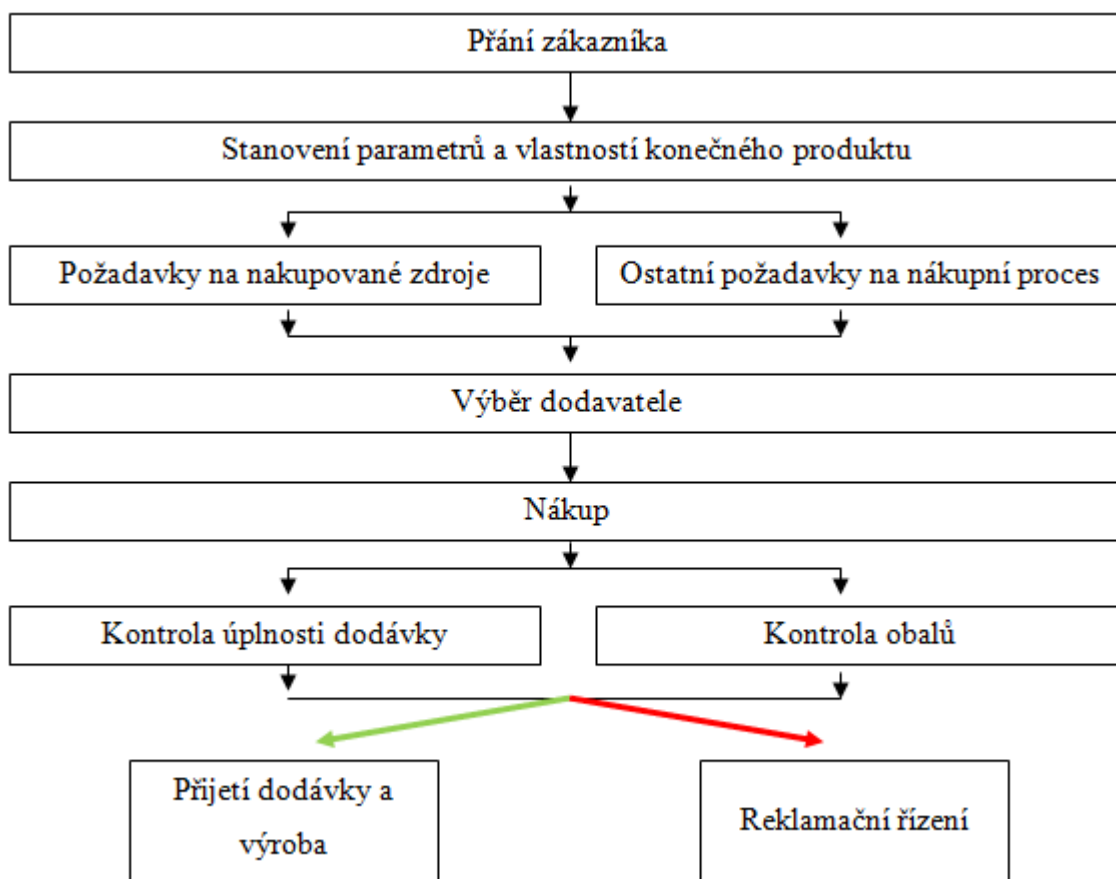 Přání zákazníka
Stanovení parametrů a vlastností konečného produktu
Požadavky na nakupované zdroje
Ostatní požadavky na nákupní proces
Výběr dodavatele
Nákup
Kontrola úplnosti dodávky
Kontrola obalů
Přijetí dodávky a
výroba
Reklamační řízení